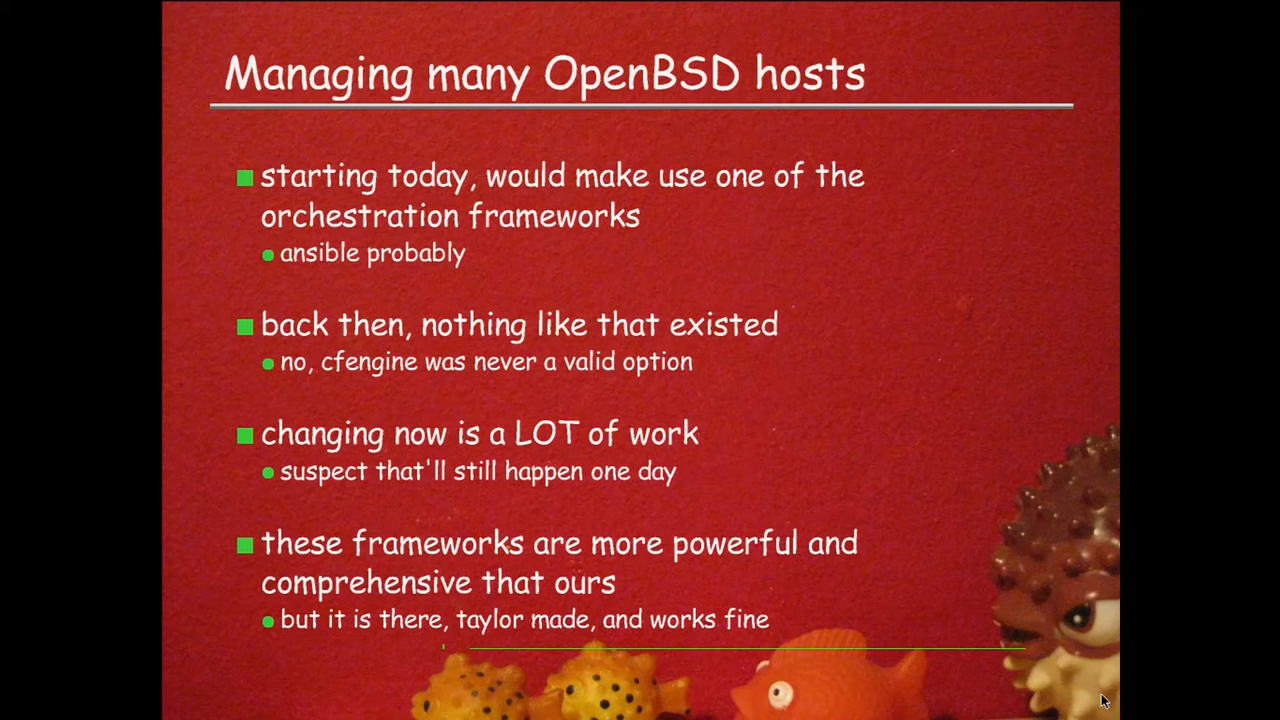 Managing many OpenBSD hosts
starting today, would make use one of the
orchestration frameworks
ansible probably
back then, nothing like that existed
no, cfengine was never a valid option
changing now is a LOT of work
suspect that'll still happen one day
these frameworks are more powerful and
comprehensive that ours
but it is there, taylor made, and works fine